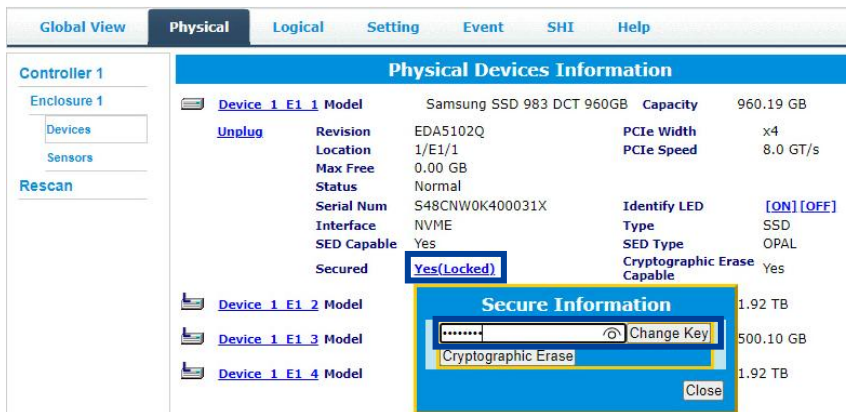 Global View Physical Logical Setting Event SHI Help
Controller 1
Enclosure 1
Devices
Sensors
Rescan
Physical Devices Information
Device_1_E1_1 Model Samsung SSD 983 DCT 960GB Capacity 960.19 GB
Unplug Revision EDA5102Q PCIe Width x4
Location 1/E1/1 PCIe Speed 8.0 GT/s
Max Free 0.00 GB
Status Normal
Serial Num S48CNW0K400031X Identify LED [ON] [OFF]
Interface NVME Type SSD
SED Capable Yes SED Type OPAL
Secured Yes(Locked) Cryptographic Erase Capable Yes
Secure Information
•••••••• Change Key
Cryptographic Erase
Close
Device_1_E1_2 Model 1.92 TB
Device_1_E1_3 Model 500.10 GB
Device_1_E1_4 Model 1.92 TB